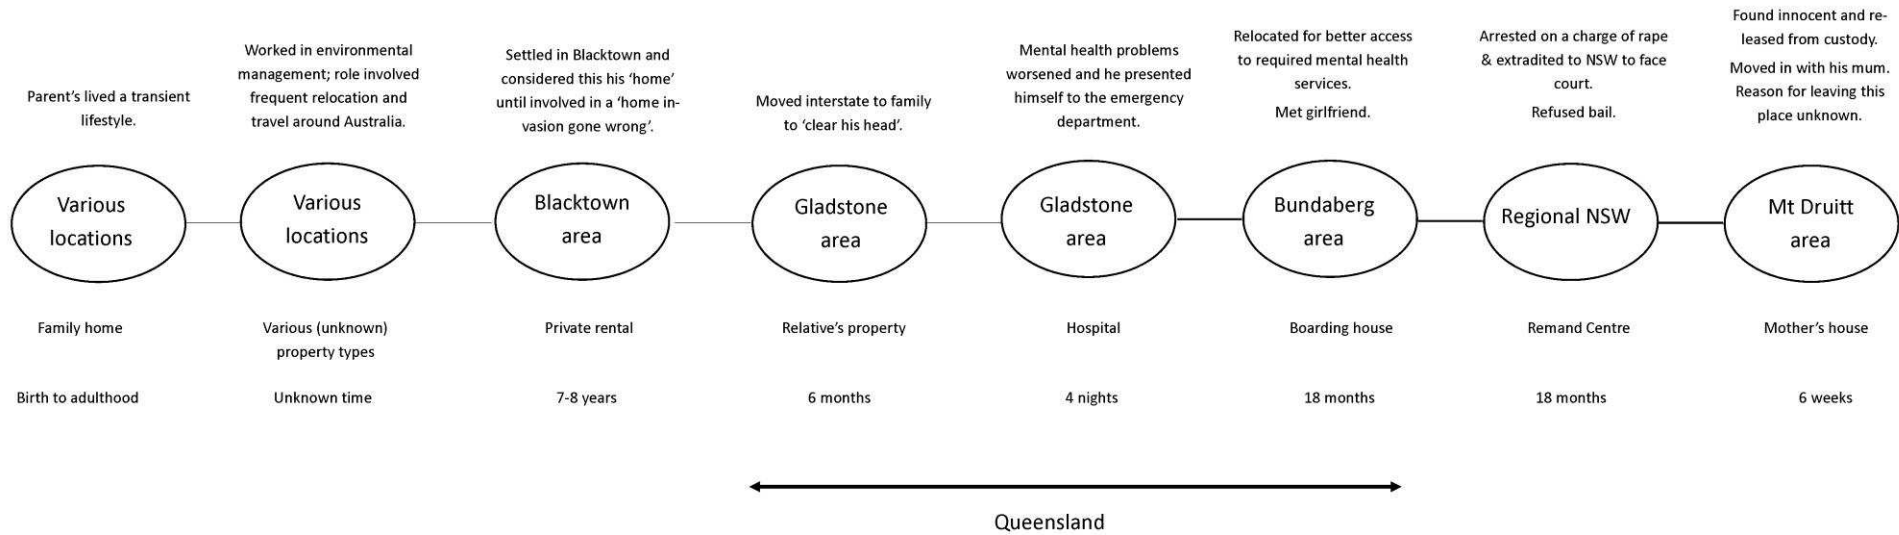 Parent's lived a transient
lifestyle.
Worked in environmental
management; role involved
frequent relocation and
travel around Australia.
Settled in Blacktown and
considered this his 'home'
until involved in a 'home in-
vasion gone wrong'.
Moved interstate to family
to 'clear his head'.
Mental health problems
worsened and he presented
himself to the emergency
department.
Relocated for better access
to required mental health
services.
Met girlfriend.
Arrested on a charge of rape
& extradited to NSW to face
court.
Refused bail.
Found innocent and re-
leased from custody.
Moved in with his mum.
Reason for leaving this
place unknown.
Various
locations
Various
locations
Blacktown
area
Gladstone
area
Gladstone
area
Bundaberg
area
Regional NSW
Mt Druitt
area
Family home
Various (unknown)
property types
Private rental
Relative's property
Hospital
Boarding house
Remand Centre
Mother's house
Birth to adulthood
Unknown time
7-8 years
6 months
4 nights
18 months
18 months
6 weeks
Queensland